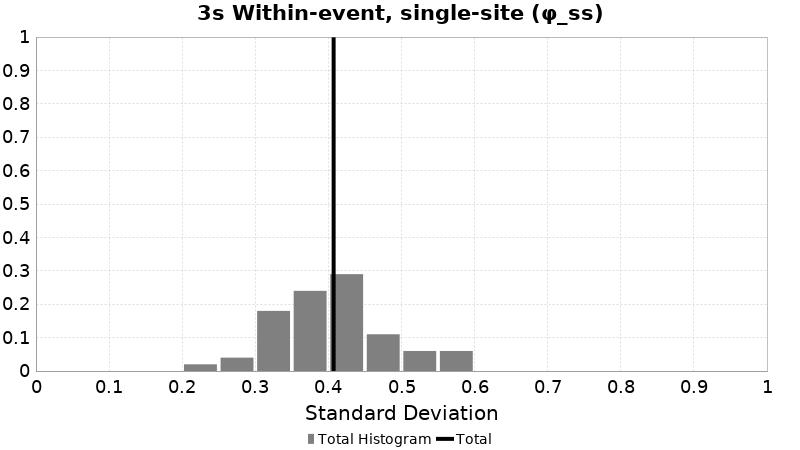 3s Within-event, single-site (φ_ss)
1
0.9
0.8
0.7
0.6
0.5
0.4
0.3
0.2
0.1
0
0 0.1 0.2 0.3 0.4 0.5 0.6 0.7 0.8 0.9 1
Standard Deviation
Total Histogram Total